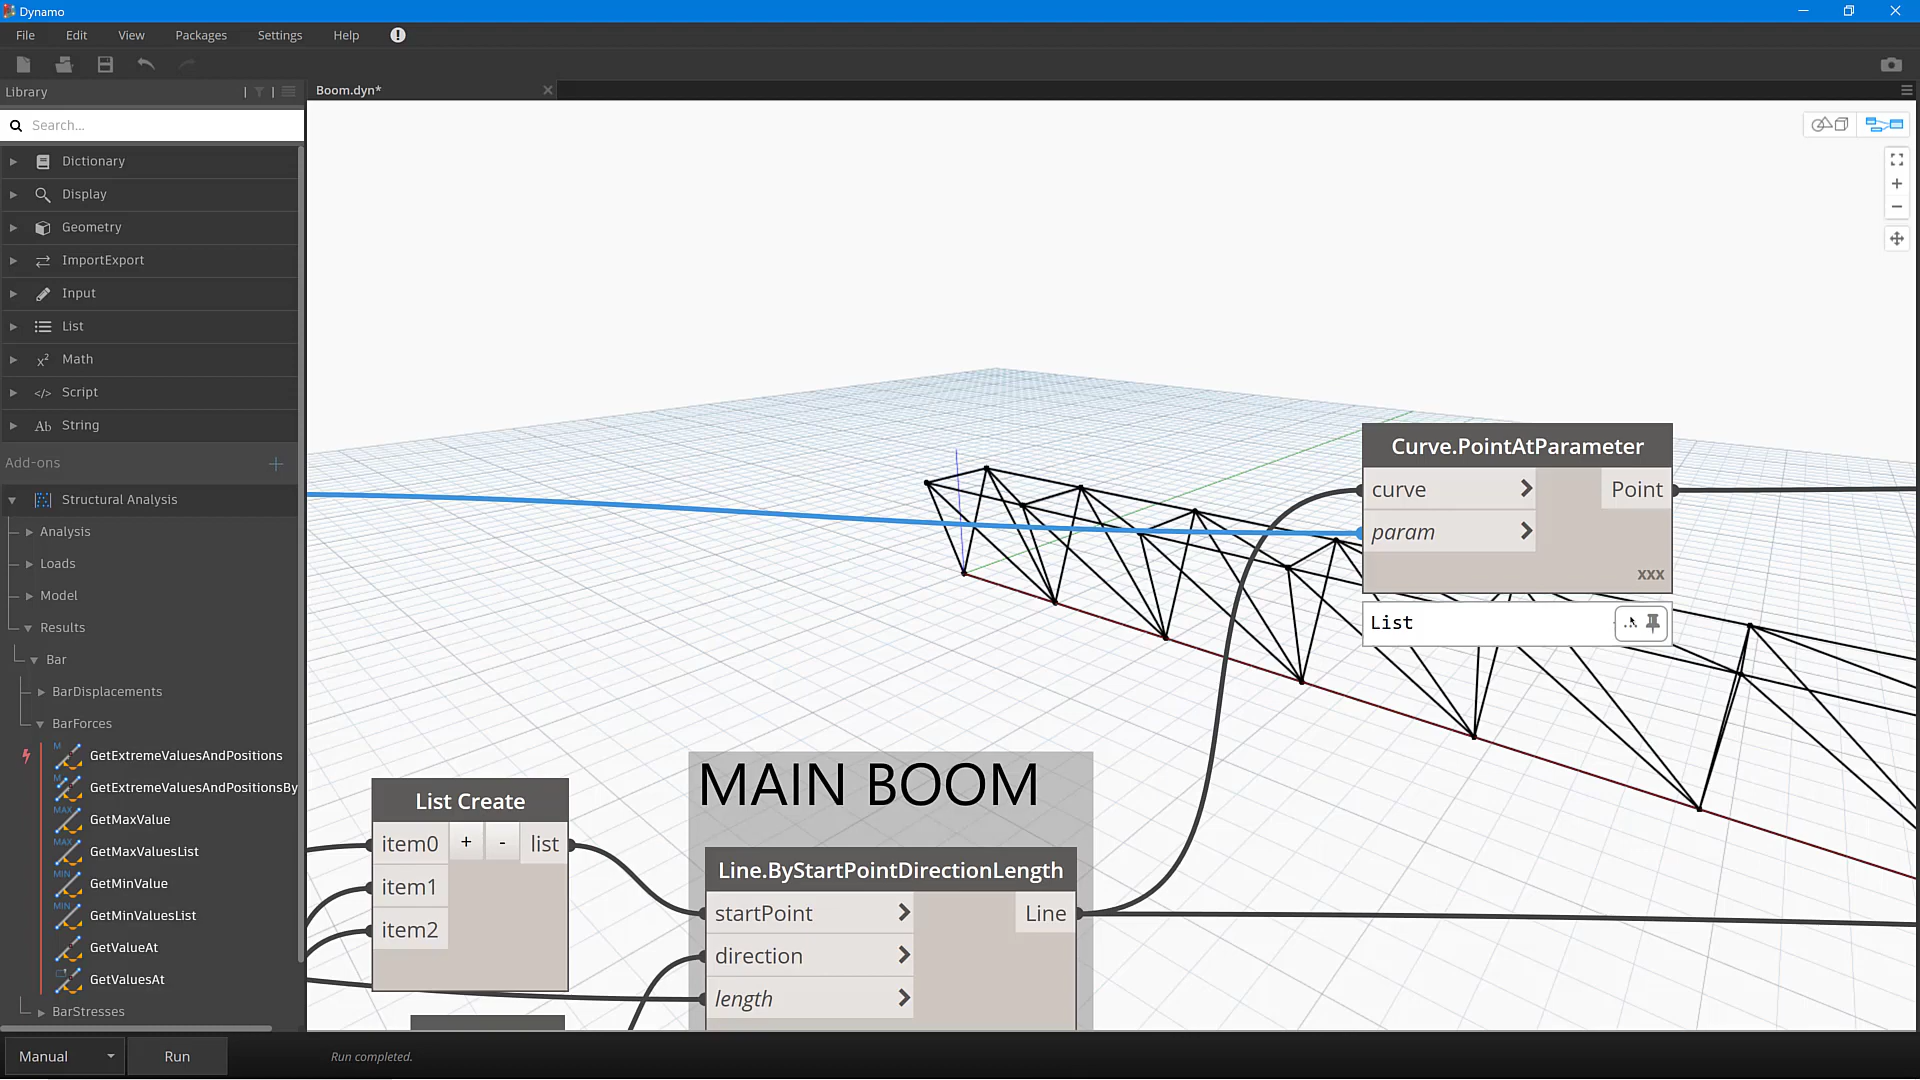 Dynamo
File Edit View Packages Settings Help
Library
Boom.dyn*
Search...
Dictionary
Display
Geometry
ImportExport
Input
List
Math
Script
String
Add-ons
Structural Analysis
Analysis
Loads
Model
Results
Bar
BarDisplacements
BarForces
GetExtremeValuesAndPositions
GetExtremeValuesAndPositionsBy
GetMaxValue
GetMaxValuesList
GetMinValue
GetMinValuesList
GetValueAt
GetValuesAt
BarStresses
Curve.PointAtParameter
curve > Point
param >
xxx
List
List Create
item0 + - list
item1
item2
MAIN BOOM
Line.ByStartPointDirectionLength
startPoint > Line
direction >
length >
Manual Run Run completed.